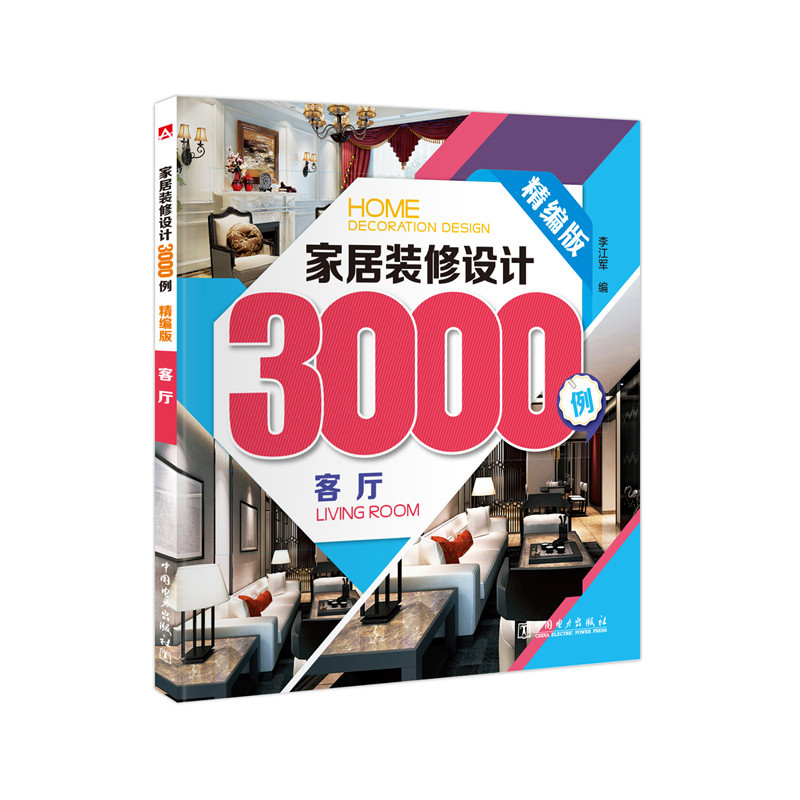 家居装修设计3000例 精编版
客厅
中国电力出版社
HOME
DECORATION DESIGN
精编版
家居装修设计
李江军 编
3000
例
客厅
LIVING ROOM
中国电力出版社
CHINA ELECTRIC POWER PRESS